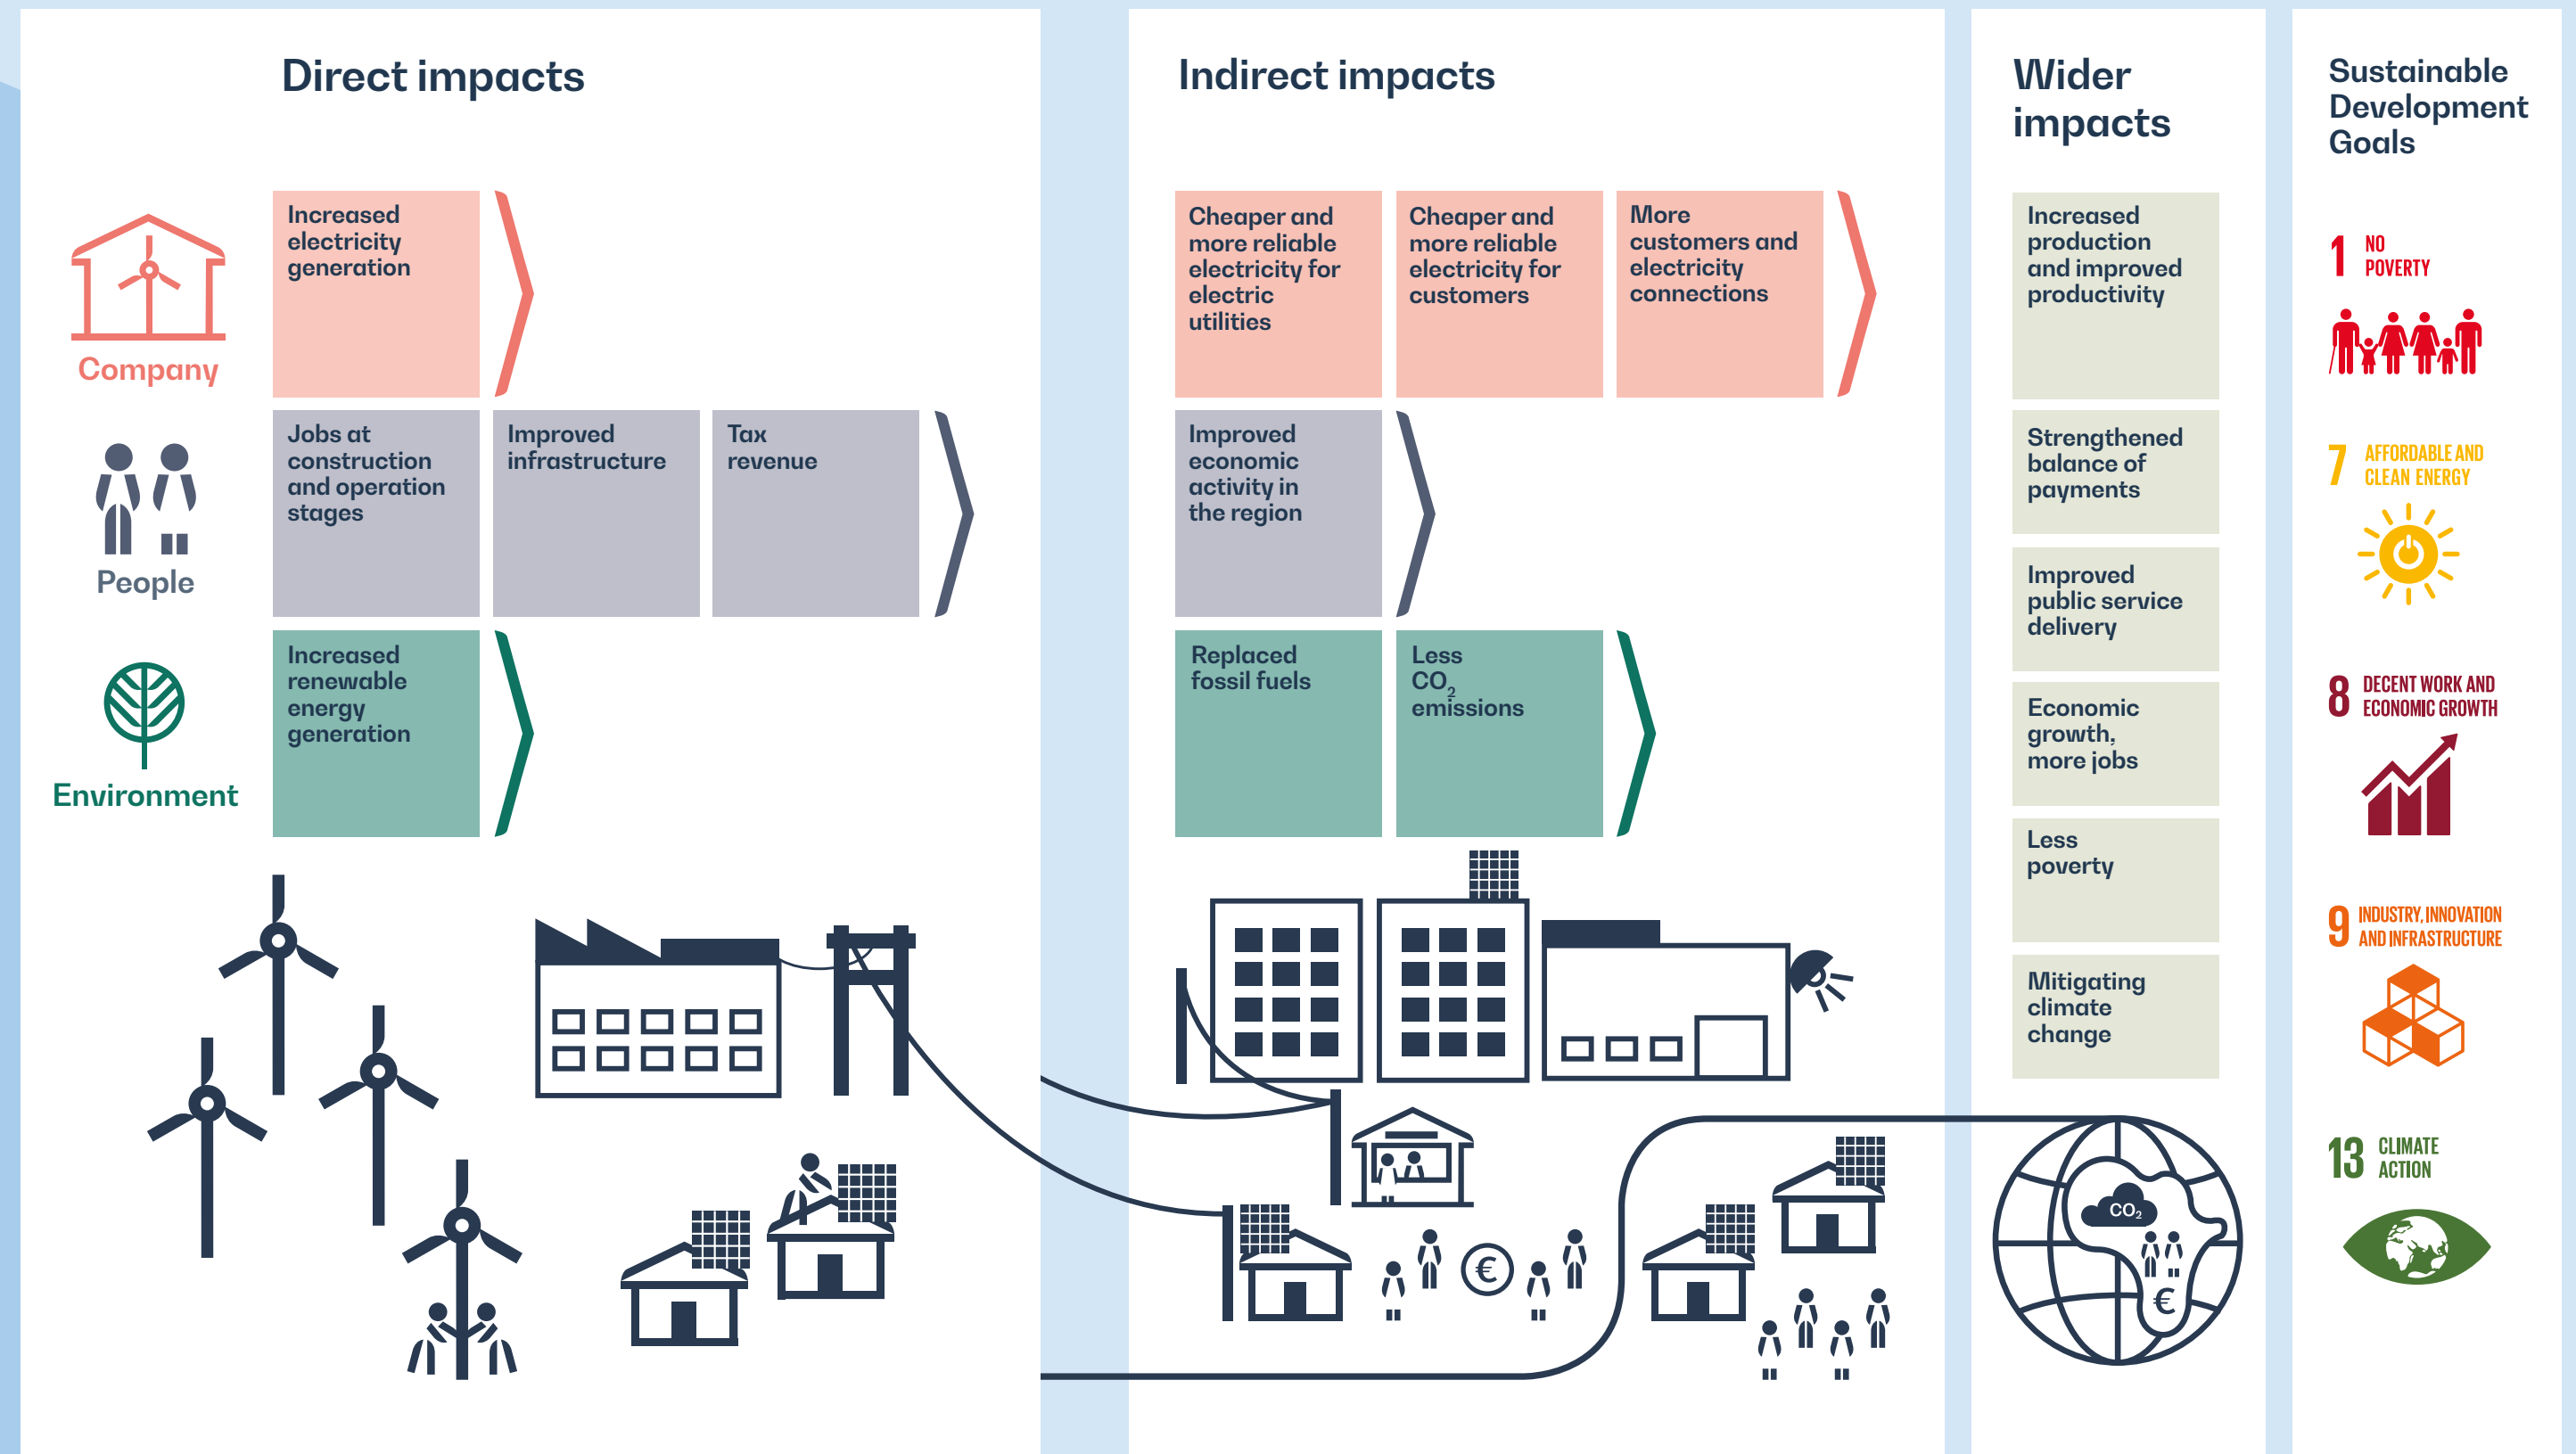 Direct impacts
Company
Increased
electricity
generation
People
Jobs at
construction
and operation
stages
Improved
infrastructure
Tax
revenue
Environment
Increased
renewable
energy
generation
Indirect impacts
Cheaper and
more reliable
electricity for
electric
utilities
Cheaper and
more reliable
electricity for
customers
More
customers and
electricity
connections
Improved
economic
activity in
the region
Replaced
fossil fuels
Less
CO₂
emissions
€
Wider
impacts
Increased
production
and improved
productivity
Strengthened
balance of
payments
Improved
public service
delivery
Economic
growth,
more jobs
Less
poverty
Mitigating
climate
change
CO₂
€
Sustainable
Development
Goals
1 NO
POVERTY
7 AFFORDABLE AND
CLEAN ENERGY
8 DECENT WORK AND
ECONOMIC GROWTH
9 INDUSTRY, INNOVATION
AND INFRASTRUCTURE
13 CLIMATE
ACTION